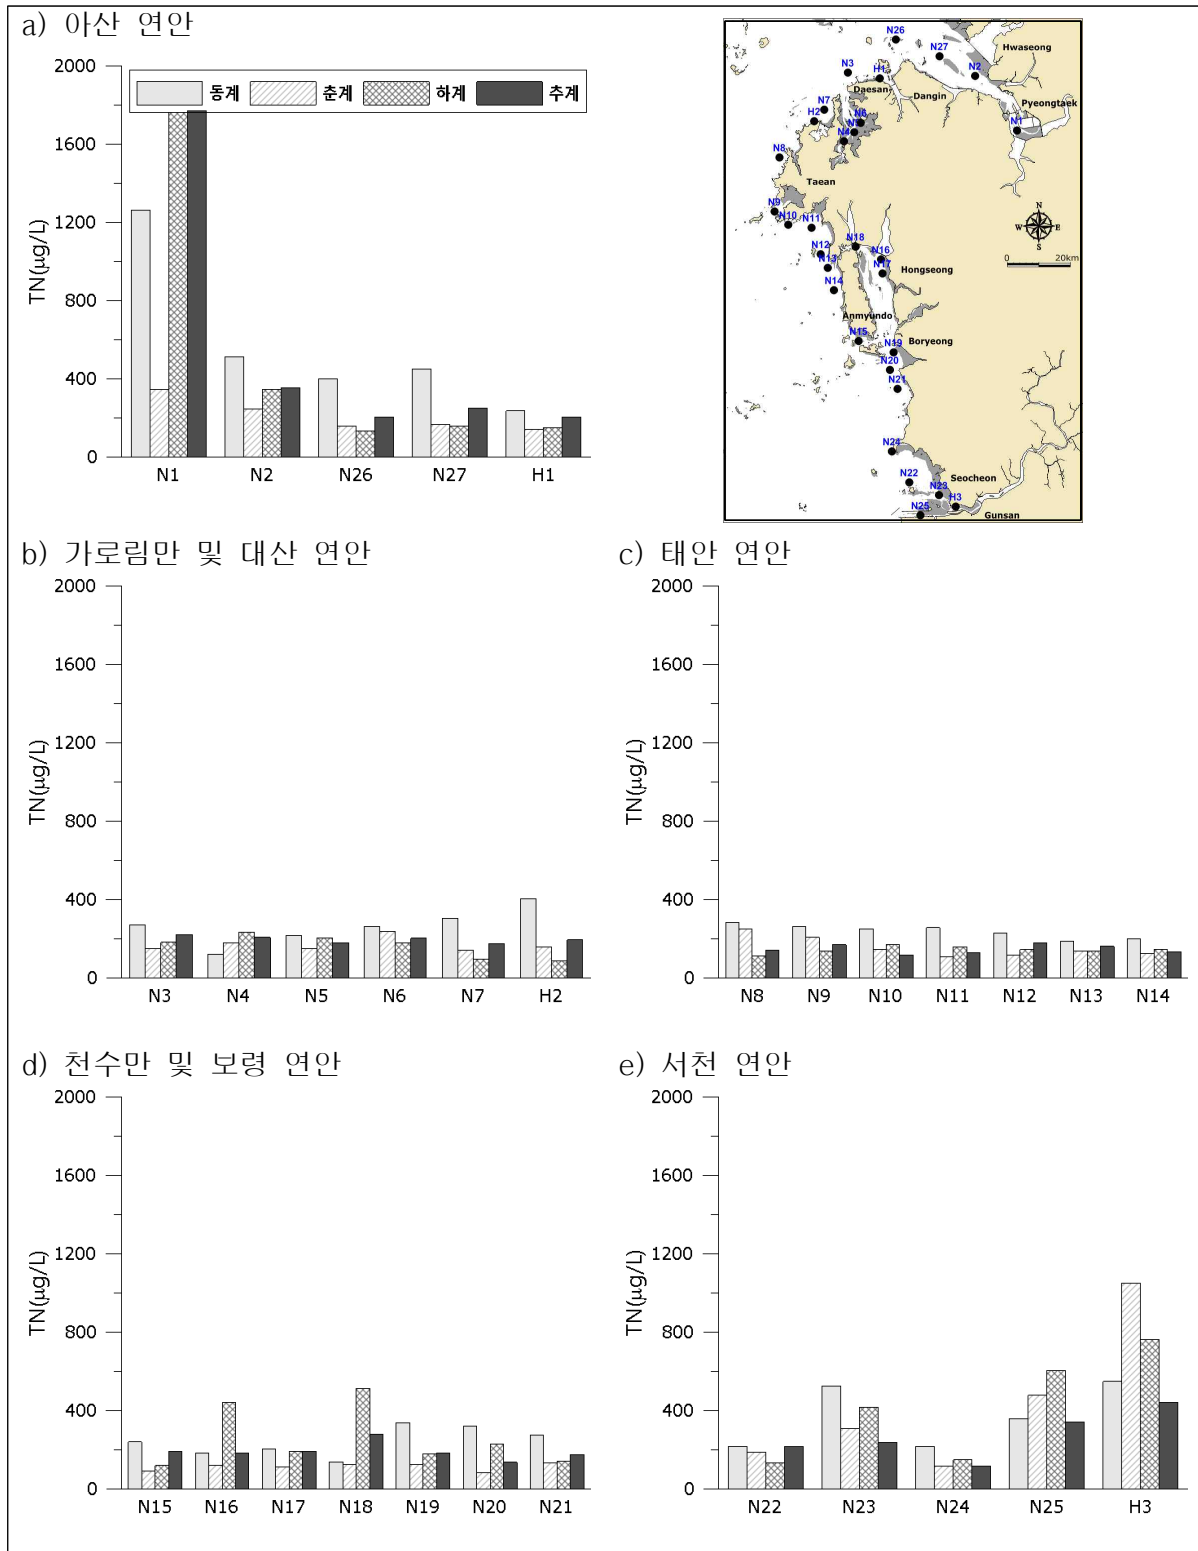 a) 아산 연안
2000
1600
1200
800
400
0
TN(μg/L)
동계 춘계 하계 추계
N1 N2 N26 N27 H1
N26
N27
Hwaseong
N3
H1
N2
Daesan
Dangin
Pyeongtaek
N7
H2
N6
N5
N4
N1
N8
Taean
N9
N10
N11
N
W E
S
N18
N12
N16
N13
N17
Hongseong
0 20km
N14
Anmyundo
N15
N19
Boryeong
N20
N21
N24
N22
Seocheon
N23
H3
N25
Gunsan
b) 가로림만 및 대산 연안
2000
1600
1200
800
400
0
TN(μg/L)
N3 N4 N5 N6 N7 H2
c) 태안 연안
2000
1600
1200
800
400
0
TN(μg/L)
N8 N9 N10 N11 N12 N13 N14
d) 천수만 및 보령 연안
2000
1600
1200
800
400
0
TN(μg/L)
N15 N16 N17 N18 N19 N20 N21
e) 서천 연안
2000
1600
1200
800
400
0
TN(μg/L)
N22 N23 N24 N25 H3